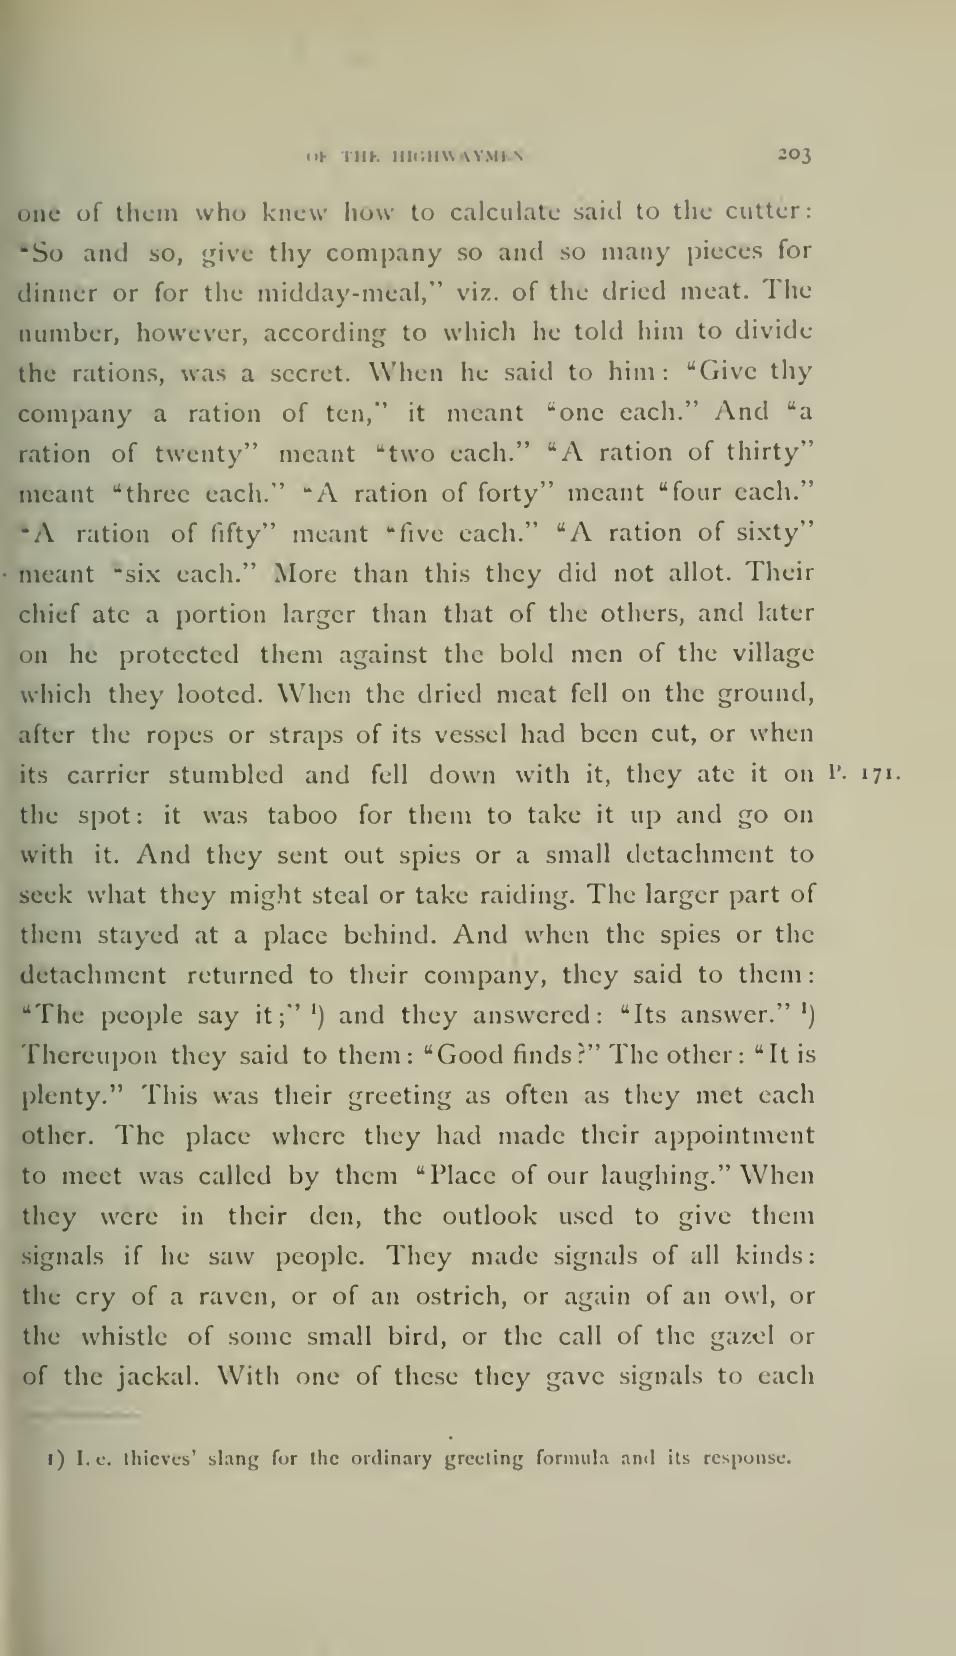 OF THE HIGHWAYMEN 203
one of them who knew how to calculate said to the cutter:
“So and so, give thy company so and so many pieces for
dinner or for the midday-meal,” viz. of the dried meat. The
number, however, according to which he told him to divide
the rations, was a secret. When he said to him: “Give thy
company a ration of ten,” it meant “one each.” And “a
ration of twenty” meant “two each.” “A ration of thirty”
meant “three each.” “A ration of forty” meant “four each.”
“A ration of fifty” meant “five each.” “A ration of sixty”
meant “six each.” More than this they did not allot. Their
chief ate a portion larger than that of the others, and later
on he protected them against the bold men of the village
which they looted. When the dried meat fell on the ground,
after the ropes or straps of its vessel had been cut, or when
its carrier stumbled and fell down with it, they ate it on P. 171.
the spot: it was taboo for them to take it up and go on
with it. And they sent out spies or a small detachment to
seek what they might steal or take raiding. The larger part of
them stayed at a place behind. And when the spies or the
detachment returned to their company, they said to them:
“The people say it;” ¹) and they answered: “Its answer.” ¹)
Thereupon they said to them: “Good finds?” The other: “It is
plenty.” This was their greeting as often as they met each
other. The place where they had made their appointment
to meet was called by them “Place of our laughing.” When
they were in their den, the outlook used to give them
signals if he saw people. They made signals of all kinds:
the cry of a raven, or of an ostrich, or again of an owl, or
the whistle of some small bird, or the call of the gazel or
of the jackal. With one of these they gave signals to each
1) I. e. thieves’ slang for the ordinary greeting formula and its response.